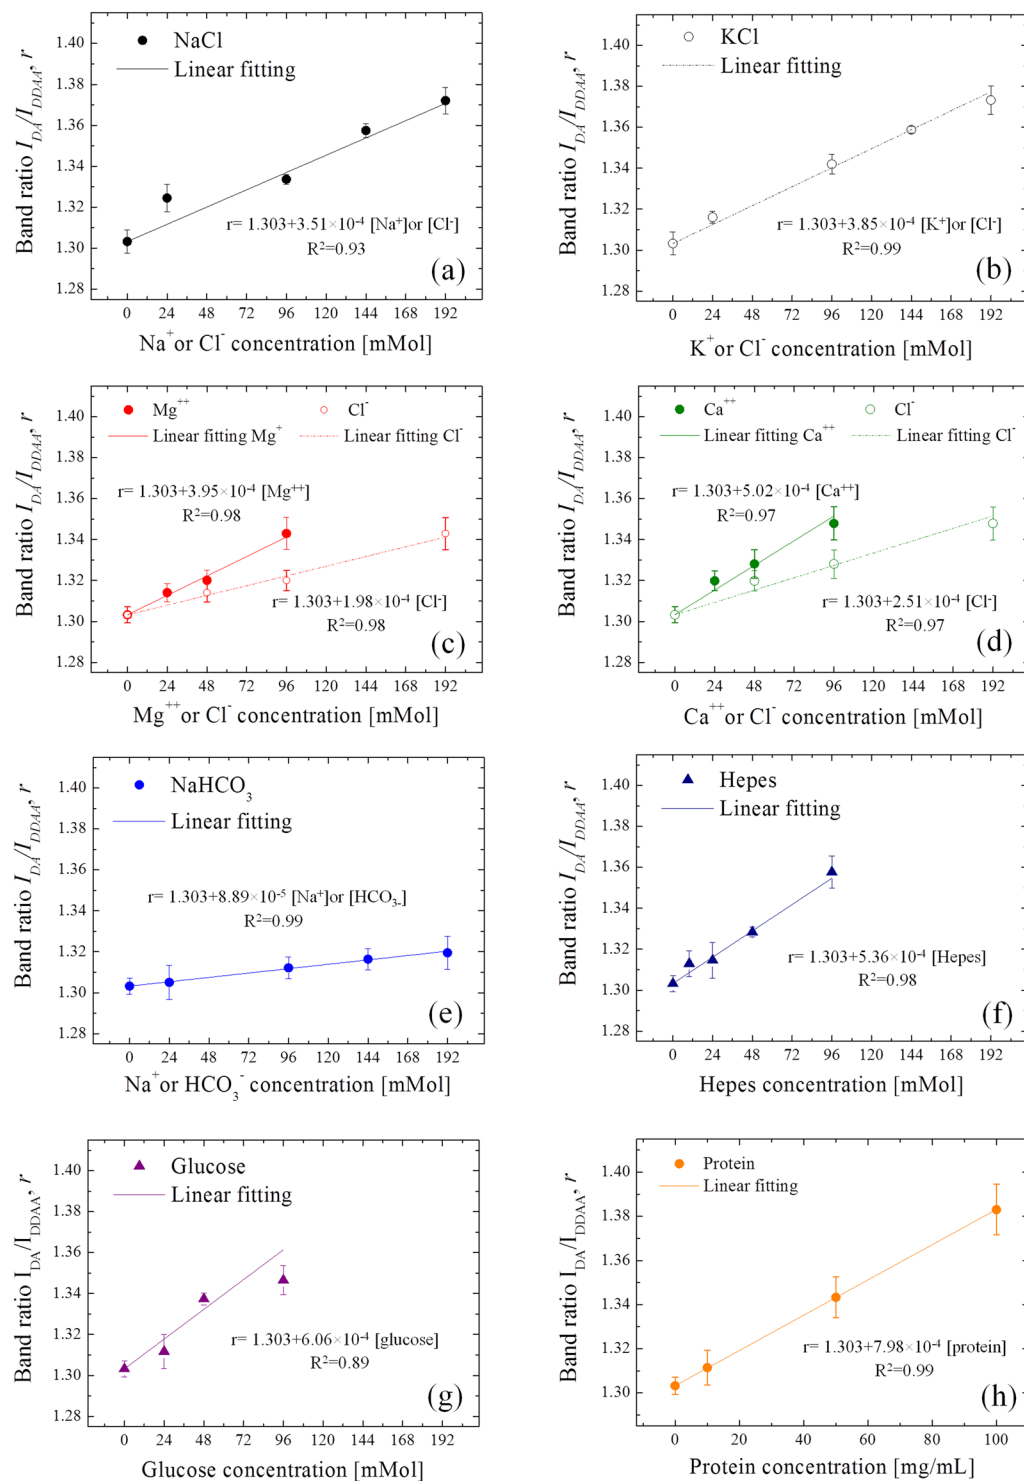 NaCl
Linear fitting
Band ratio I_DA/I_DDAA, r
1.40
1.38
1.36
1.34
1.32
1.30
1.28
r= 1.303+3.51×10⁻⁴ [Na⁺]or [Cl⁻]
R²=0.93
(a)
0 24 48 72 96 120 144 168 192
Na⁺or Cl⁻ concentration [mMol]
KCl
Linear fitting
Band ratio I_DA/I_DDAA, r
1.40
1.38
1.36
1.34
1.32
1.30
1.28
r= 1.303+3.85×10⁻⁴ [K⁺]or [Cl⁻]
R²=0.99
(b)
0 24 48 72 96 120 144 168 192
K⁺or Cl⁻ concentration [mMol]
Mg⁺⁺ Cl⁻
Linear fitting Mg⁺ Linear fitting Cl⁻
Band ratio I_DA/I_DDAA, r
1.40
1.38
1.36
1.34
1.32
1.30
1.28
r= 1.303+3.95×10⁻⁴ [Mg⁺⁺]
R²=0.98
r= 1.303+1.98×10⁻⁴ [Cl⁻]
R²=0.98
(c)
0 24 48 72 96 120 144 168 192
Mg⁺⁺or Cl⁻ concentration [mMol]
Ca⁺⁺ Cl⁻
Linear fitting Ca⁺⁺ Linear fitting Cl⁻
Band ratio I_DA/I_DDAA, r
1.40
1.38
1.36
1.34
1.32
1.30
1.28
r= 1.303+5.02×10⁻⁴ [Ca⁺⁺]
R²=0.97
r= 1.303+2.51×10⁻⁴ [Cl⁻]
R²=0.97
(d)
0 24 48 72 96 120 144 168 192
Ca⁺⁺or Cl⁻ concentration [mMol]
NaHCO₃
Linear fitting
Band ratio I_DA/I_DDAA, r
1.40
1.38
1.36
1.34
1.32
1.30
1.28
r= 1.303+8.89×10⁻⁵ [Na⁺]or [HCO₃₋]
R²=0.99
(e)
0 24 48 72 96 120 144 168 192
Na⁺or HCO₃⁻ concentration [mMol]
Hepes
Linear fitting
Band ratio I_DA/I_DDAA, r
1.40
1.38
1.36
1.34
1.32
1.30
1.28
r= 1.303+5.36×10⁻⁴ [Hepes]
R²=0.98
(f)
0 24 48 72 96 120 144 168 192
Hepes concentration [mMol]
Glucose
Linear fitting
Band ratio I_DA/I_DDAA, r
1.40
1.38
1.36
1.34
1.32
1.30
1.28
r= 1.303+6.06×10⁻⁴ [glucose]
R²=0.89
(g)
0 24 48 72 96 120 144 168 192
Glucose concentration [mMol]
Protein
Linear fitting
Band ratio I_DA/I_DDAA, r
1.40
1.38
1.36
1.34
1.32
1.30
r= 1.303+7.98×10⁻⁴ [protein]
R²=0.99
(h)
0 20 40 60 80 100
Protein concentration [mg/mL]